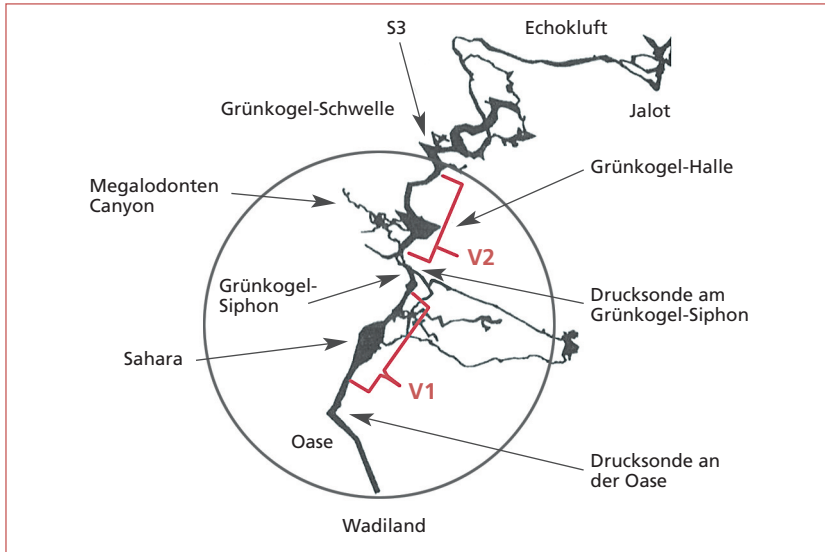 S3
Echokluft
Jalot
Grünkogel-Schwelle
Grünkogel-Halle
Megalodonten
Canyon
V2
Grünkogel-
Siphon
Drucksonde am
Grünkogel-Siphon
Sahara
V1
Oase
Drucksonde an
der Oase
Wadiland